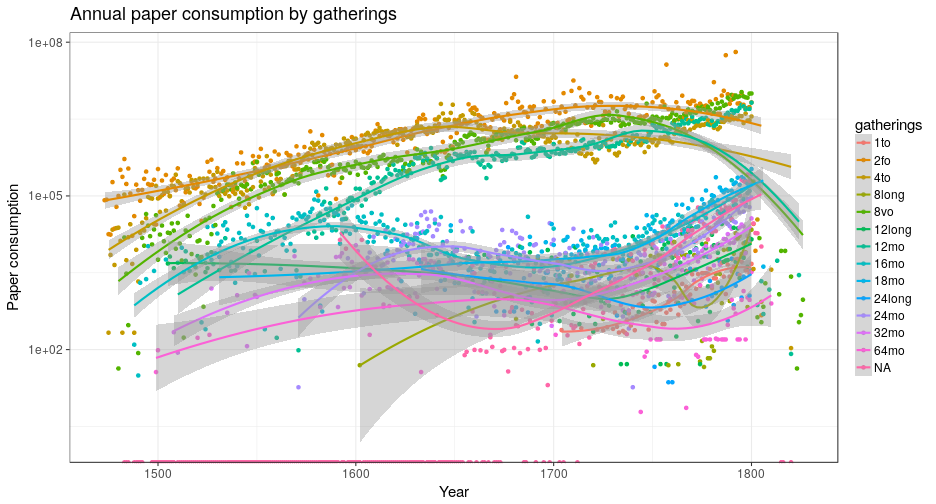 Annual paper consumption by gatherings
1e+08
1e+05
1e+02
Paper consumption
1500
1600
1700
1800
Year
gatherings
1to
2fo
4to
8long
8vo
12long
12mo
16mo
18mo
24long
24mo
32mo
64mo
NA